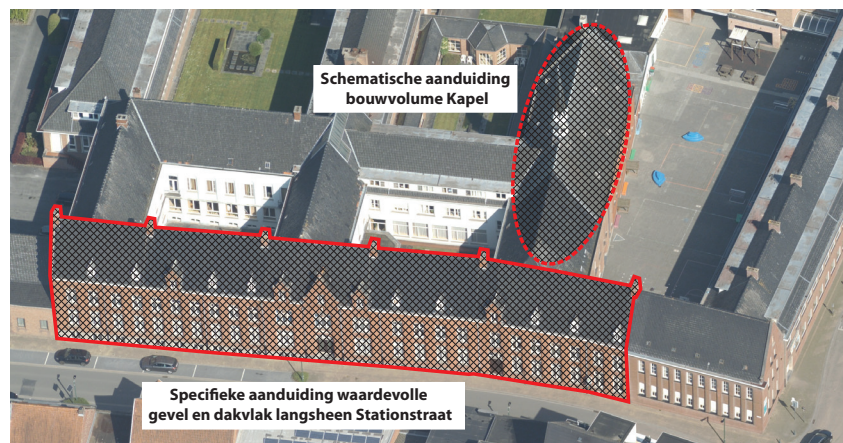 Schematische aanduiding
bouwvolume Kapel
Specifieke aanduiding waardevolle
gevel en dakvlak langsheen Stationstraat